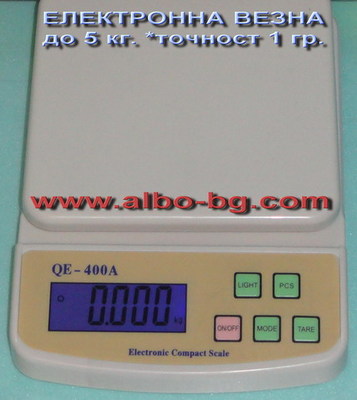 ЕЛЕКТРОННА ВЕЗНА
до 5 кг. *точност 1 гр.
www.albo-bg.com
QE-400A
LIGHT PCS
0.000 kg
ON/OFF MODE TARE
Electronic Compact Scale